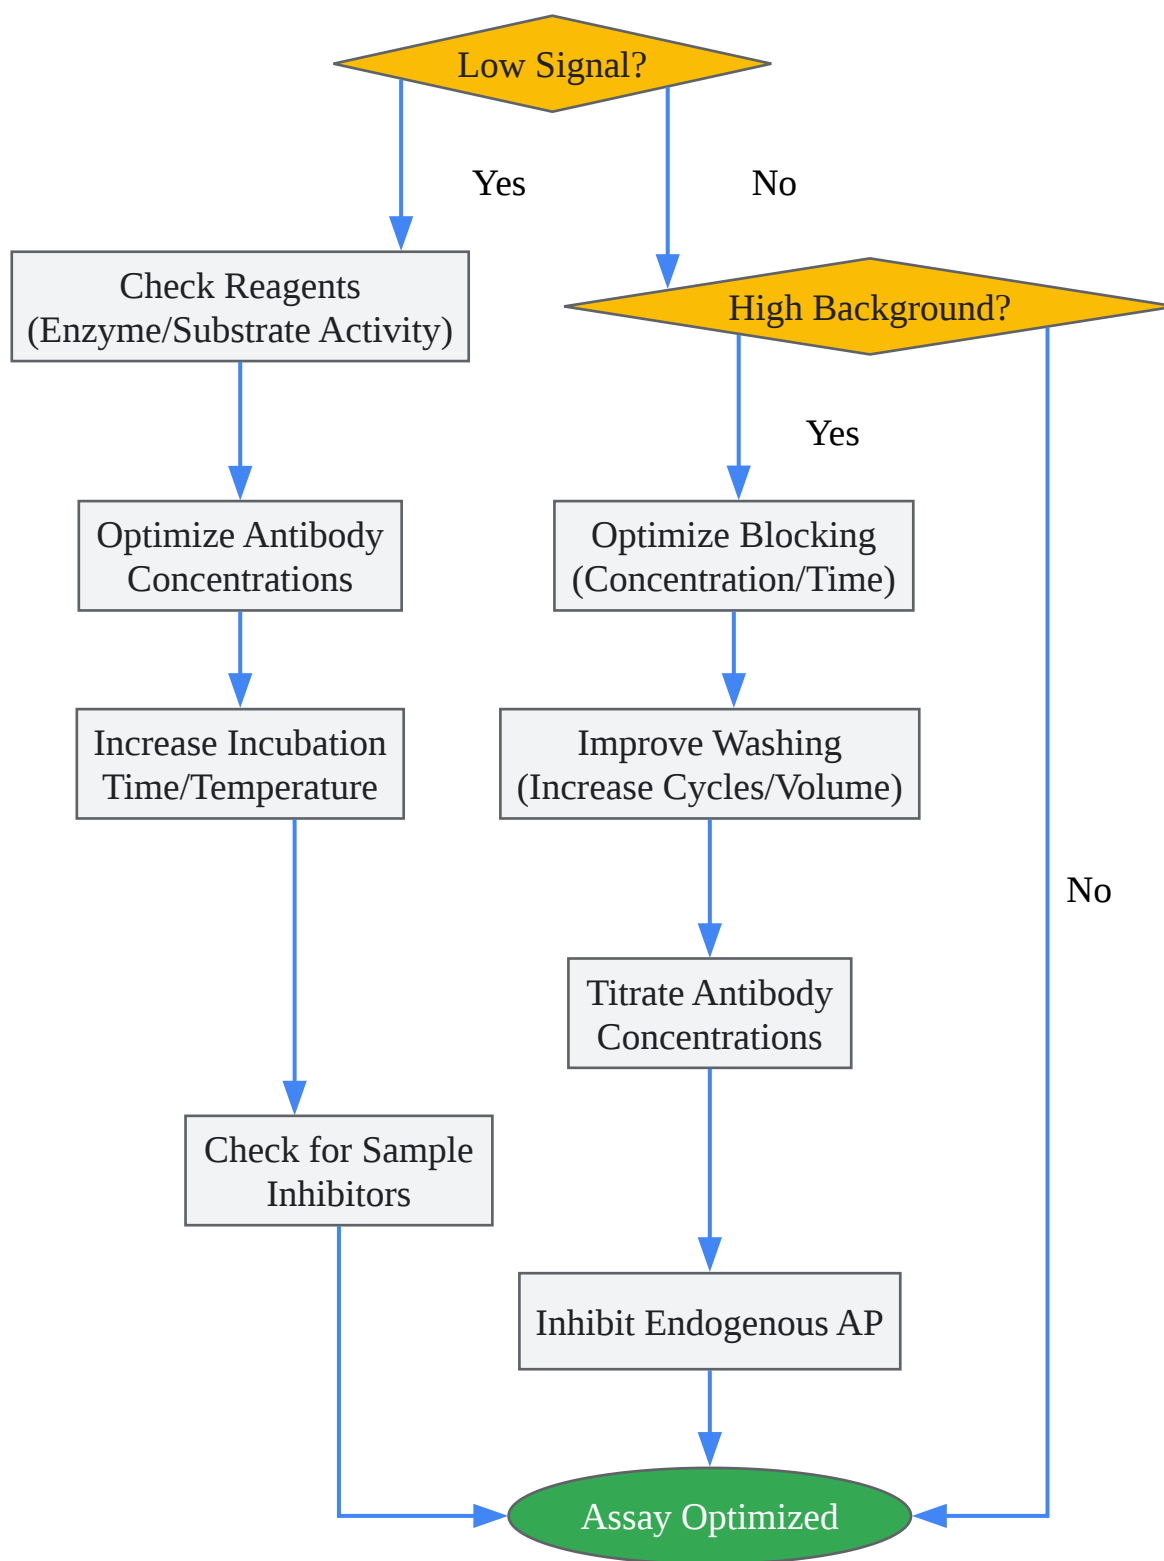 Low Signal?
Yes
No
Check Reagents
(Enzyme/Substrate Activity)
High Background?
Yes
Optimize Antibody
Concentrations
Optimize Blocking
(Concentration/Time)
Increase Incubation
Time/Temperature
Improve Washing
(Increase Cycles/Volume)
No
Titrate Antibody
Concentrations
Check for Sample
Inhibitors
Inhibit Endogenous AP
Assay Optimized